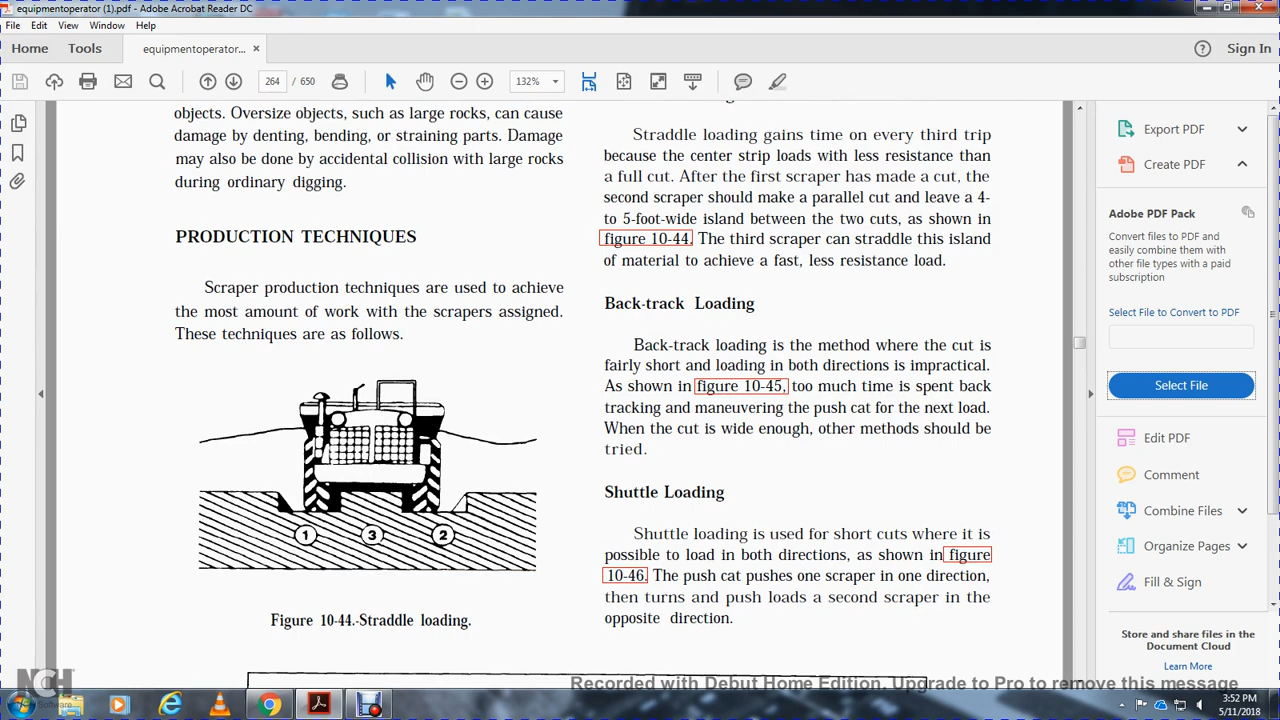 equipmentoperator (1).pdf - Adobe Acrobat Reader DC
File Edit View Window Help
Home Tools equipmentoperator... × Sign In
264 / 650 132%
objects. Oversize objects, such as large rocks, can cause
damage by denting, bending, or straining parts. Damage
may also be done by accidental collision with large rocks
during ordinary digging.
PRODUCTION TECHNIQUES
Scraper production techniques are used to achieve
the most amount of work with the scrapers assigned.
These techniques are as follows.
1 3 2
Figure 10-44.-Straddle loading.
Straddle loading gains time on every third trip
because the center strip loads with less resistance than
a full cut. After the first scraper has made a cut, the
second scraper should make a parallel cut and leave a 4-
to 5-foot-wide island between the two cuts, as shown in
figure 10-44. The third scraper can straddle this island
of material to achieve a fast, less resistance load.
Back-track Loading
Back-track loading is the method where the cut is
fairly short and loading in both directions is impractical.
As shown in figure 10-45, too much time is spent back
tracking and maneuvering the push cat for the next load.
When the cut is wide enough, other methods should be
tried.
Shuttle Loading
Shuttle loading is used for short cuts where it is
possible to load in both directions, as shown in figure
10-46. The push cat pushes one scraper in one direction,
then turns and push loads a second scraper in the
opposite direction.
Export PDF
Create PDF
Adobe PDF Pack
Convert files to PDF and
easily combine them with
other file types with a paid
subscription
Select File to Convert to PDF
Select File
Edit PDF
Comment
Combine Files
Organize Pages
Fill & Sign
Store and share files in the
Document Cloud
Learn More
NCH
Software
Recorded with Debut Home Edition. Upgrade to Pro to remove this message
3:52 PM
5/11/2018